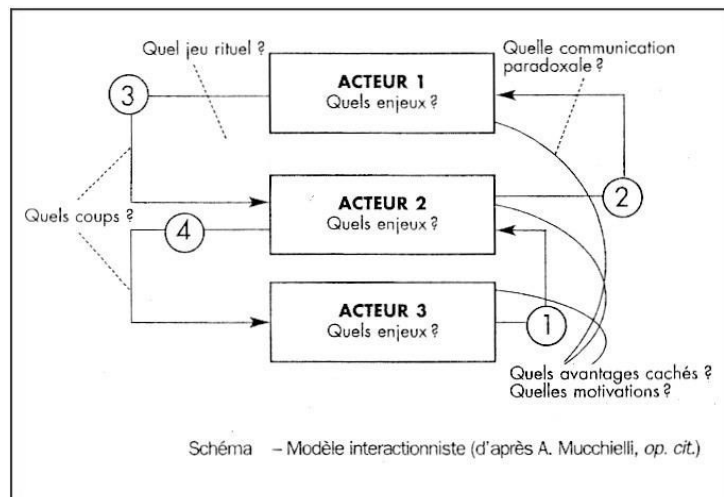 Quel jeu rituel ?
Quelle communication
paradoxale ?
ACTEUR 1
Quels enjeux ?
3
2
ACTEUR 2
Quels enjeux ?
Quels coups ?
4
ACTEUR 3
Quels enjeux ?
1
Quels avantages cachés ?
Quelles motivations ?
Schéma – Modèle interactionniste (d'après A. Mucchielli, op. cit.)